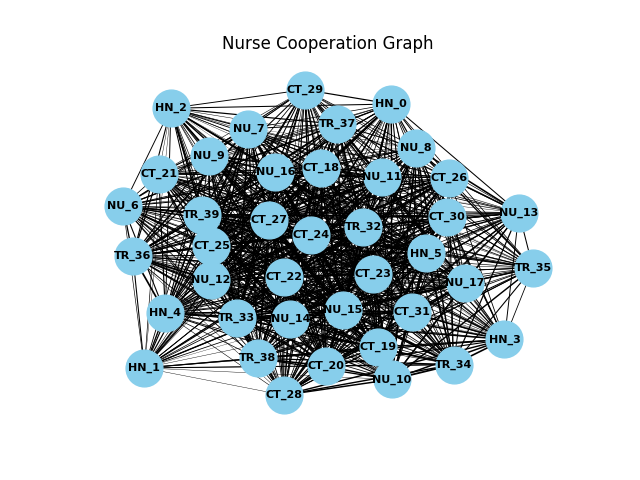 Nurse Cooperation Graph
CT_29
HN_2
HN_0
TR_37
NU_7
NU_8
NU_9
CT_18
NU_16
CT_21
NU_11
CT_26
NU_6
NU_13
TR_39
CT_30
CT_27
TR_32
CT_24
CT_25
HN_5
TR_36
TR_35
CT_23
CT_22
NU_12
NU_17
NU_15
CT_31
HN_4
TR_33
NU_14
HN_3
CT_19
TR_38
TR_34
CT_20
HN_1
NU_10
CT_28